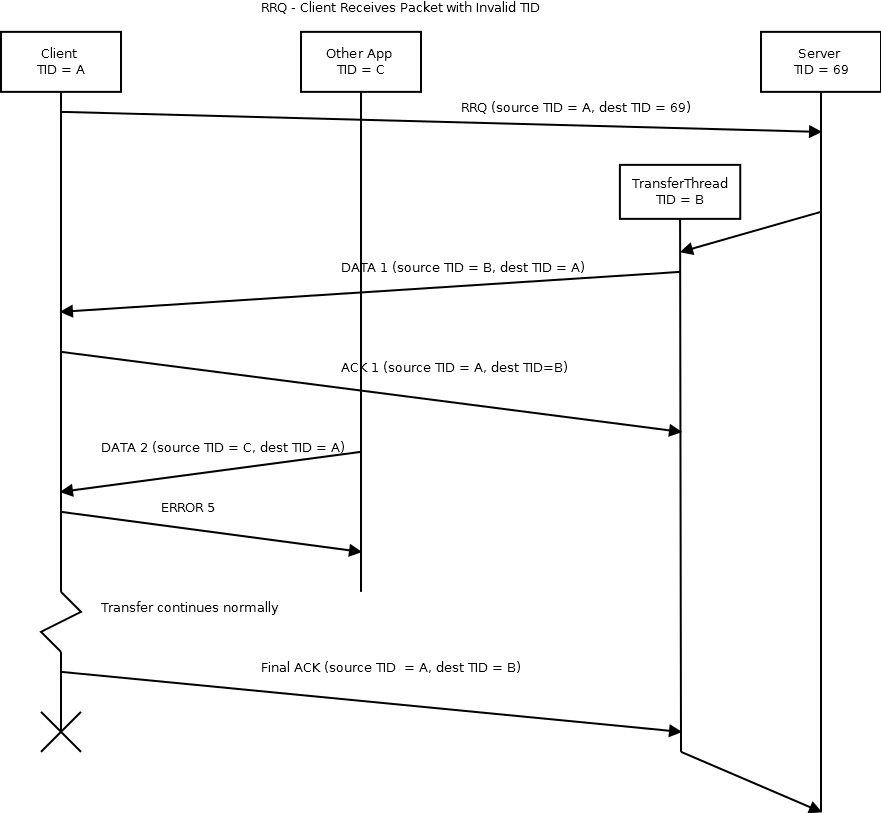 RRQ - Client Receives Packet with Invalid TID
Client
TID = A
Other App
TID = C
Server
TID = 69
RRQ (source TID = A, dest TID = 69)
TransferThread
TID = B
DATA 1 (source TID = B, dest TID = A)
ACK 1 (source TID = A, dest TID=B)
DATA 2 (source TID = C, dest TID = A)
ERROR 5
Transfer continues normally
Final ACK (source TID  = A, dest TID = B)